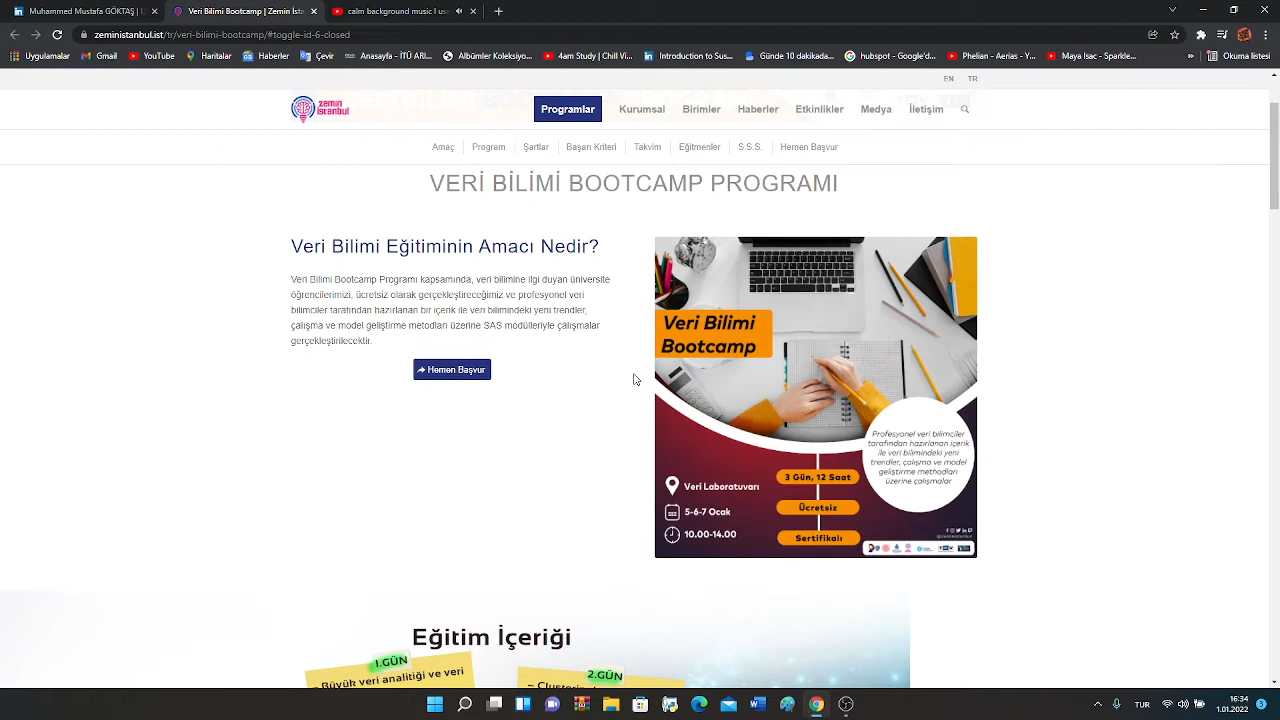 Muhammed Mustafa GÖKTAŞ | Li
Veri Bilimi Bootcamp | Zemin İsta
calm background music I use
zeministanbul.ist/tr/veri-bilimi-bootcamp/#toggle-id-6-closed
Uygulamalar
Gmail
YouTube
Haritalar
Haberler
Çevir
Anasayfa - İTÜ ARI...
Albümler Koleksiyo...
4am Study [ Chill Vi...
Introduction to Sus...
Günde 10 dakikada...
hubspot - Google'd...
Phelian - Aerias - Y...
Maya Isac - Sparkle...
Okuma listesi
EN TR
zemin
istanbul
Programlar Kurumsal Birimler Haberler Etkinlikler Medya İletişim
Amaç Program Şartlar Başarı Kriteri Takvim Eğitmenler S.S.S. Hemen Başvur
VERİ BİLİMİ BOOTCAMP PROGRAMI
Veri Bilimi Eğitiminin Amacı Nedir?
Veri Bilimi Bootcamp Programı kapsamında, veri bilimine ilgi duyan üniversite
öğrencilerimizi, ücretsiz olarak gerçekleştireceğimiz ve profesyonel veri
bilimciler tarafından hazırlanan bir içerik ile veri bilimindeki yeni trendler,
çalışma ve model geliştirme metodları üzerine SAS modülleriyle çalışmalar
gerçekleştirilecektir.
Hemen Başvur
Veri Bilimi
Bootcamp
Profesyonel veri bilimciler
tarafından hazırlanan içerik
ile veri bilimindeki yeni
trendler, çalışma ve model
geliştirme methodları
üzerine çalışmalar
Veri Laboratuvarı
5-6-7 Ocak
10.00-14.00
3 Gün, 12 Saat
Ücretsiz
Sertifikalı
@zeministanbul
Eğitim İçeriği
1.GÜN
- Büyük veri analitiği ve veri
2.GÜN
TUR
16:34
1.01.2022
3